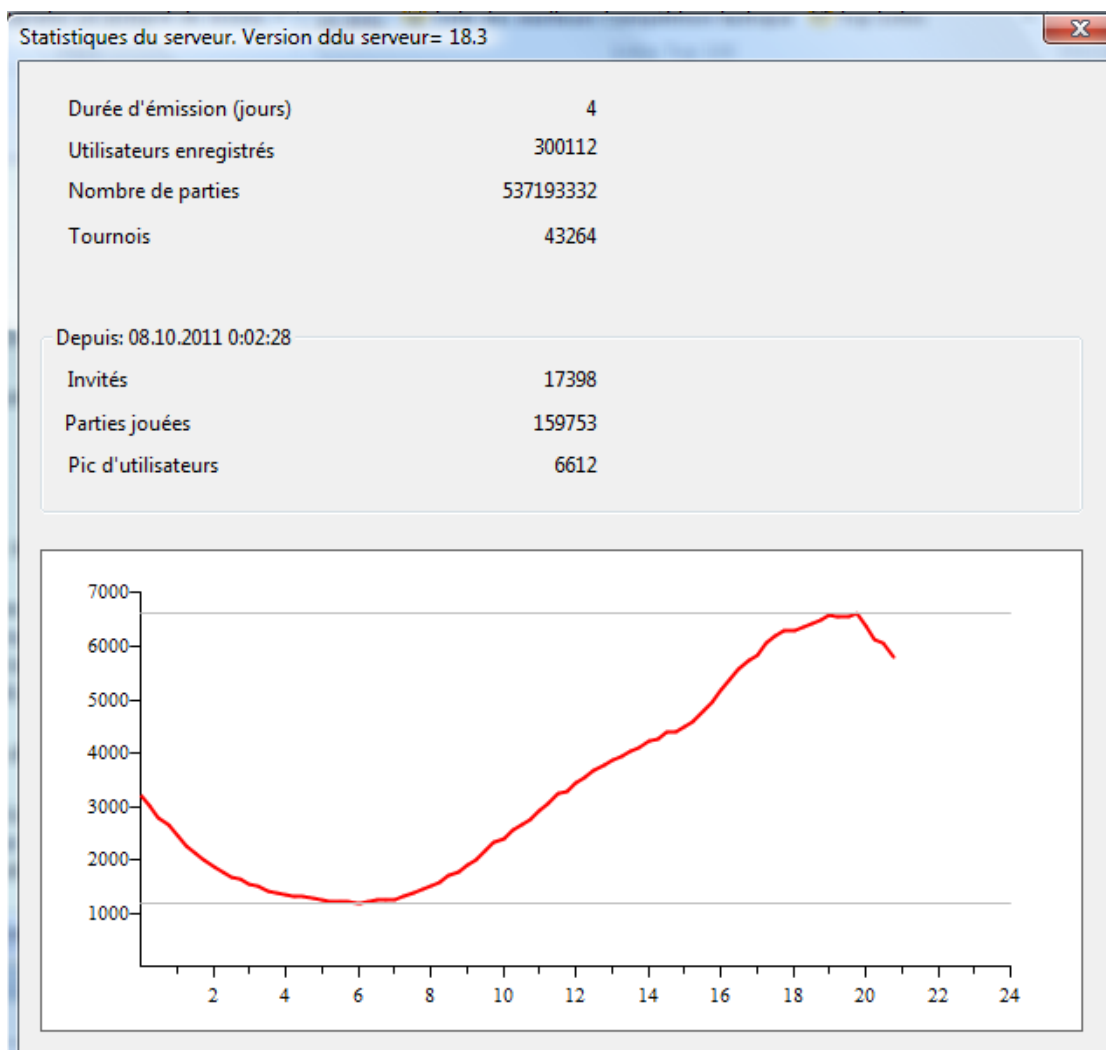 Statistiques du serveur. Version ddu serveur= 18.3
Durée d'émission (jours) 4
Utilisateurs enregistrés 300112
Nombre de parties 537193332
Tournois 43264
Depuis: 08.10.2011 0:02:28
Invités 17398
Parties jouées 159753
Pic d'utilisateurs 6612
7000
6000
5000
4000
3000
2000
1000
2 4 6 8 10 12 14 16 18 20 22 24